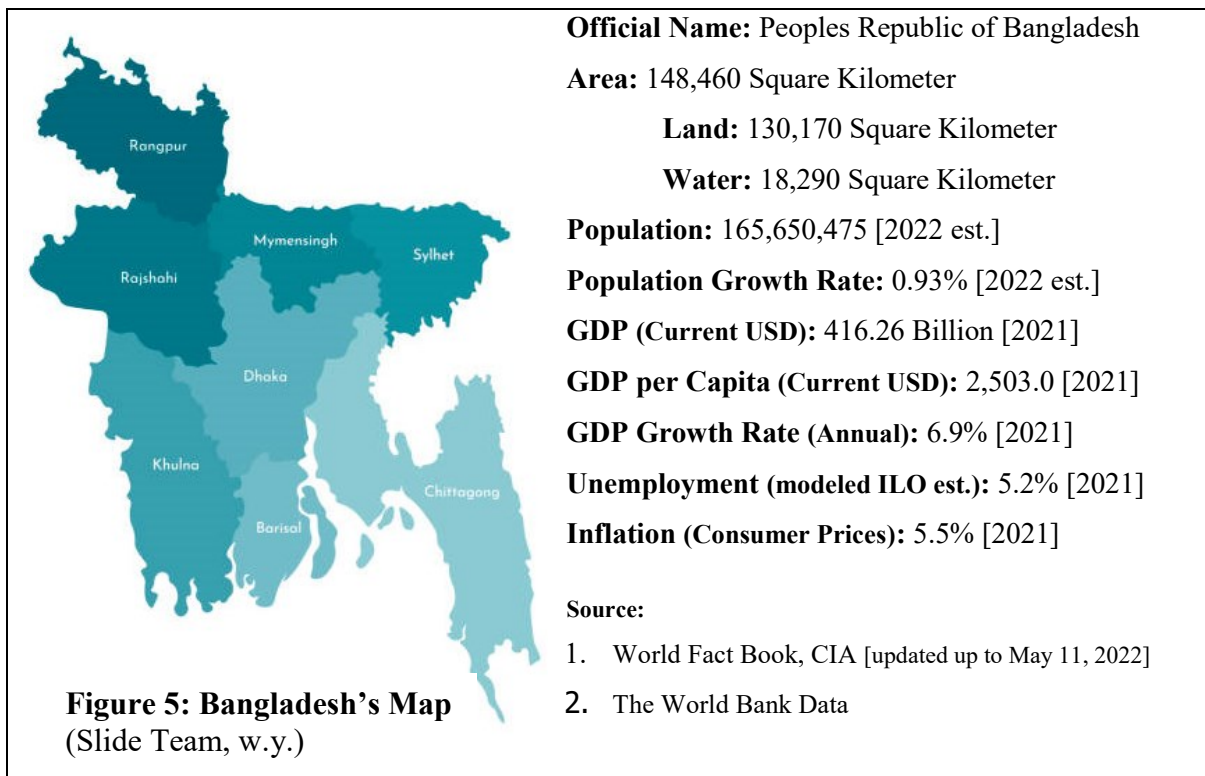 Rangpur
Mymensingh
Sylhet
Rajshahi
Dhaka
Khulna
Chittagong
Barisal
Figure 5: Bangladesh’s Map
(Slide Team, w.y.)
Official Name: Peoples Republic of Bangladesh
Area: 148,460 Square Kilometer
Land: 130,170 Square Kilometer
Water: 18,290 Square Kilometer
Population: 165,650,475 [2022 est.]
Population Growth Rate: 0.93% [2022 est.]
GDP (Current USD): 416.26 Billion [2021]
GDP per Capita (Current USD): 2,503.0 [2021]
GDP Growth Rate (Annual): 6.9% [2021]
Unemployment (modeled ILO est.): 5.2% [2021]
Inflation (Consumer Prices): 5.5% [2021]
Source:
1. World Fact Book, CIA [updated up to May 11, 2022]
2. The World Bank Data